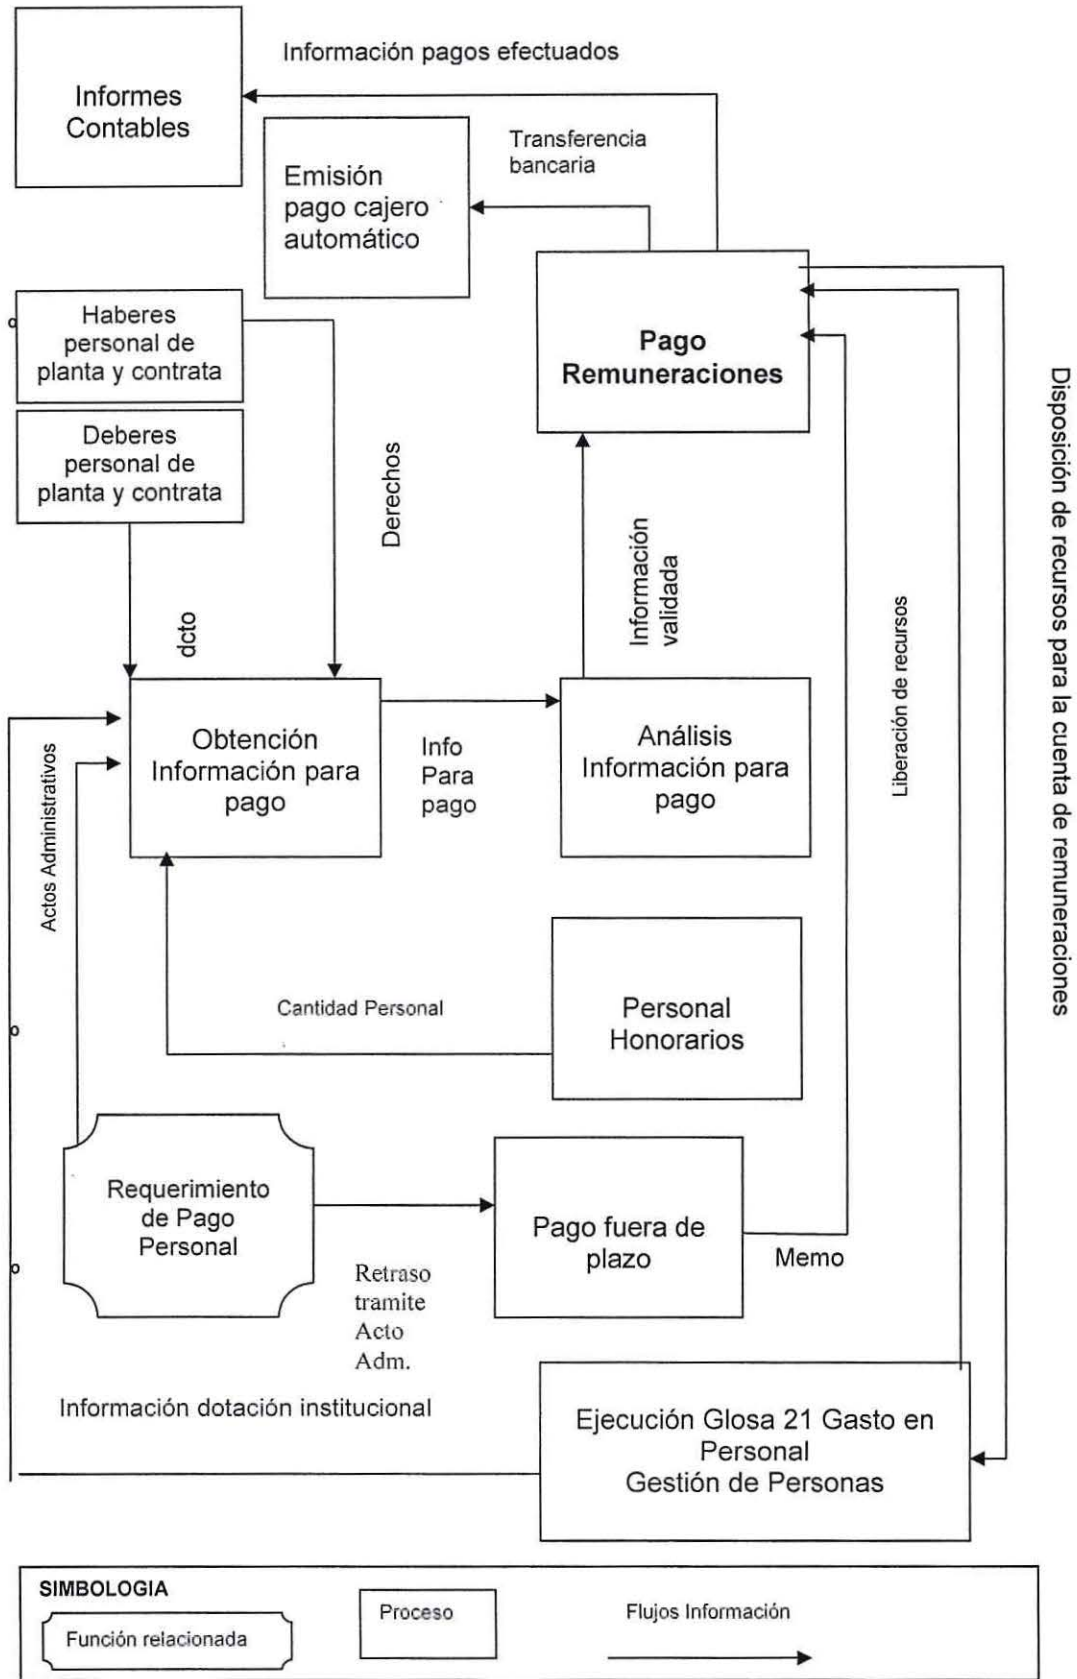 Información pagos efectuados
Informes
Contables
Transferencia
bancaria
Emisión
pago cajero
automático
Haberes
personal de
planta y contrata
Pago
Remuneraciones
Deberes
personal de
planta y contrata
Derechos
dcto
Información
validada
Liberación de recursos
Disposición de recursos para la cuenta de remuneraciones
Obtención
Información para
pago
Info
Para
pago
Análisis
Información para
pago
Actos Administrativos
Cantidad Personal
Personal
Honorarios
Requerimiento
de Pago
Personal
Pago fuera de
plazo
Memo
Retraso
tramite
Acto
Adm.
Información dotación institucional
Ejecución Glosa 21 Gasto en
Personal
Gestión de Personas
SIMBOLOGIA
Función relacionada
Proceso
Flujos Información